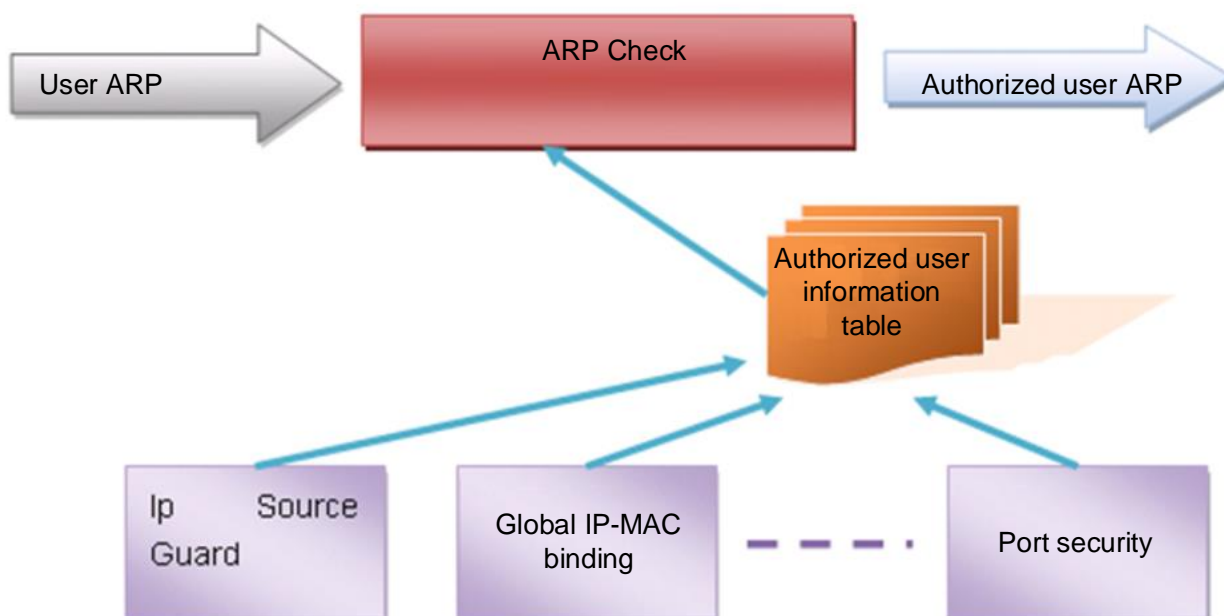 ARP Check
User ARP
Authorized user ARP
Authorized user
information
table
Ip Source
Guard
Global IP-MAC
binding
Port security